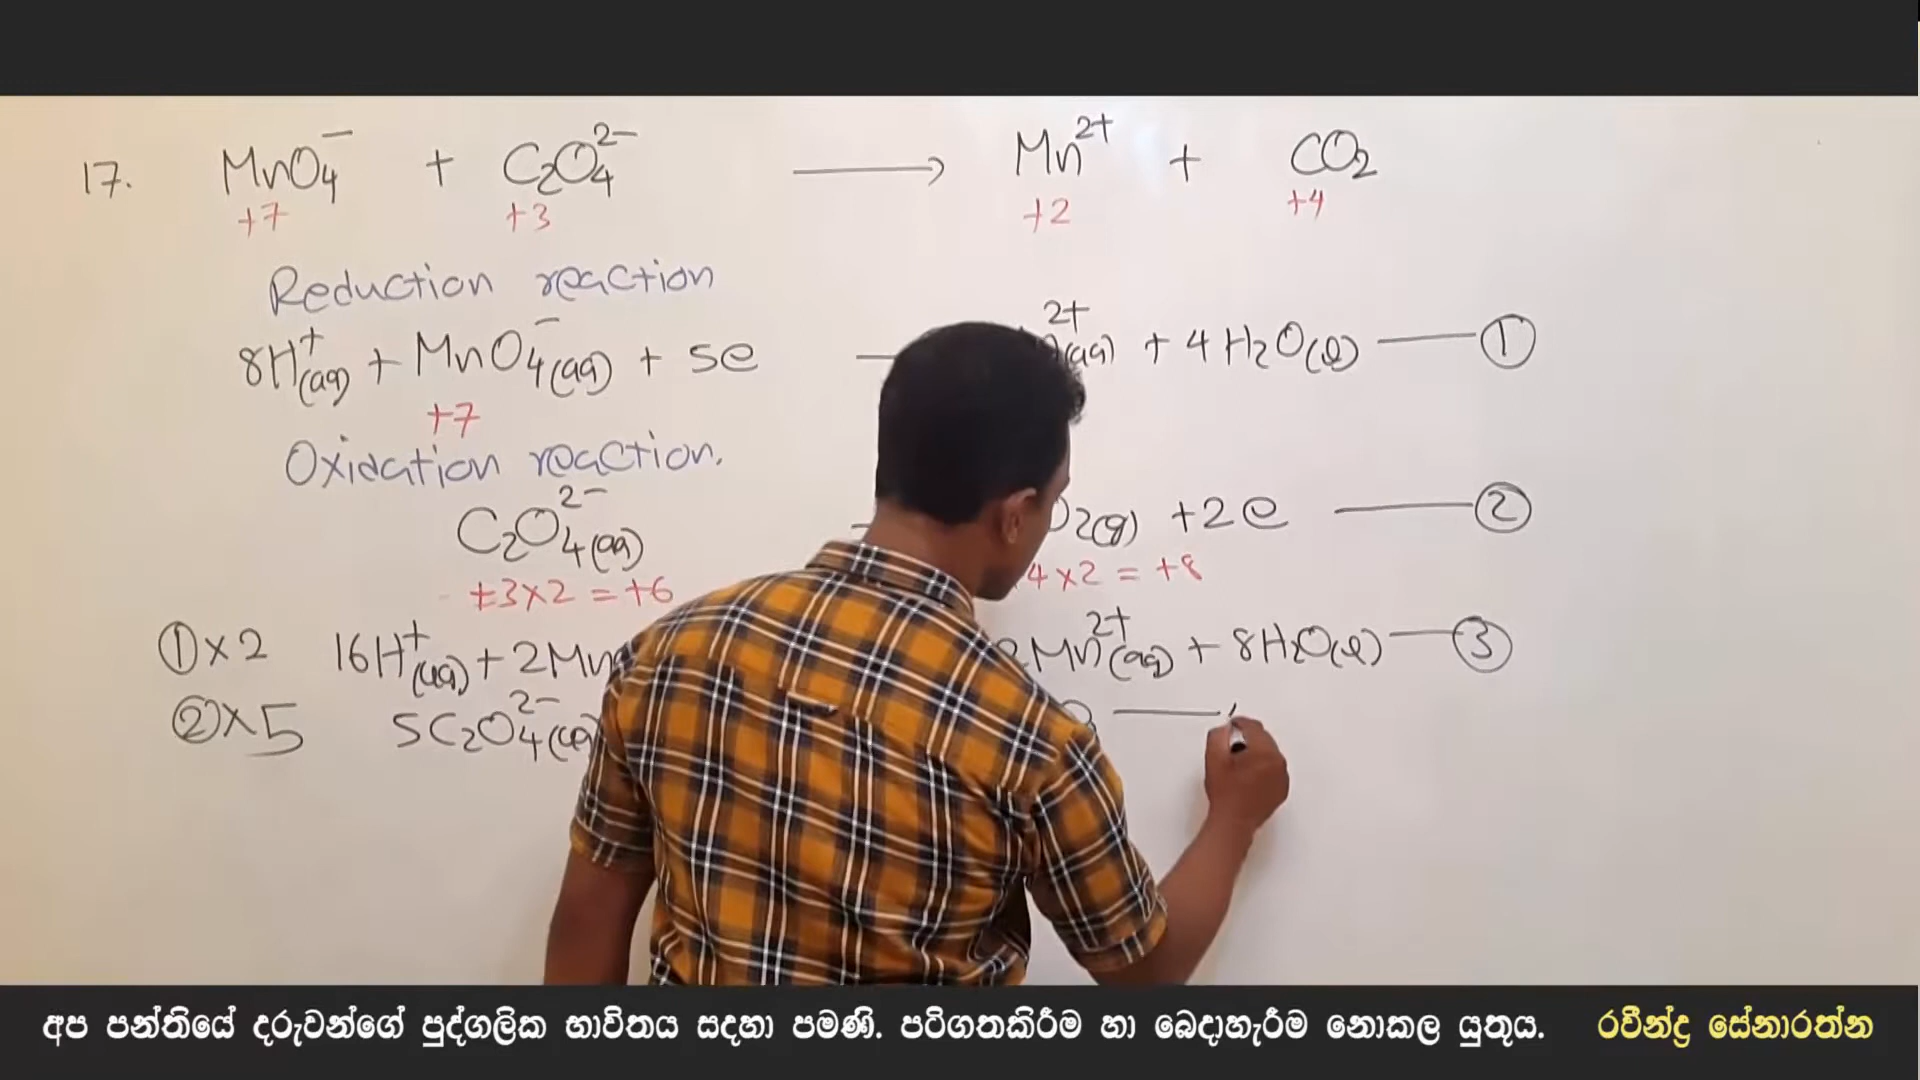 17. MnO₄⁻ + C₂O₄²⁻ ⟶ Mn²⁺ + CO₂
+7 +3 +2 +4
Reduction reaction
8H⁺(aq) + MnO₄⁻(aq) + 5e — 2+ (aq) + 4H₂O(l) — ①
+7
Oxidation reaction.
C₂O₄²⁻(aq) — O₂(g) + 2e — ②
+3×2 = +6 4×2 = +8
①×2 16H⁺(aq) + 2Mn 2Mn²⁺(aq) + 8H₂O(l) — ③
②×5 5C₂O₄²⁻(aq) —
අප පන්තියේ දරුවන්ගේ පුද්ගලික භාවිතය සදහා පමණි. පටිගතකිරීම හා බෙදාහැරීම නොකල යුතුය. රවීන්ද්‍ර සේනාරත්න